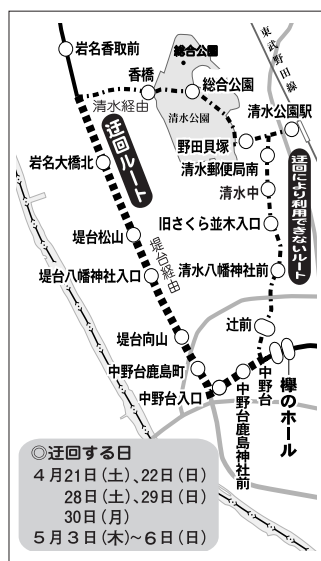 岩名香取前
総合公園
東武野田線
香橋
総合公園
清水経由
清水公園
清水公園駅
野田貝塚
迂回ルート
岩名大橋北
清水郵便局南
清水中
迂回により利用できないルート
旧さくら並木入口
堤台松山
堤台経由
堤台八幡神社入口
清水八幡神社前
辻前
堤台向山
中野台鹿島町
中野台
欅のホール
中野台入口
中野台鹿島神社前
◎迂回する日
4月21日(土)、22日(日)
28日(土)、29日(日)
30日(月)
5月3日(木)~6日(日)